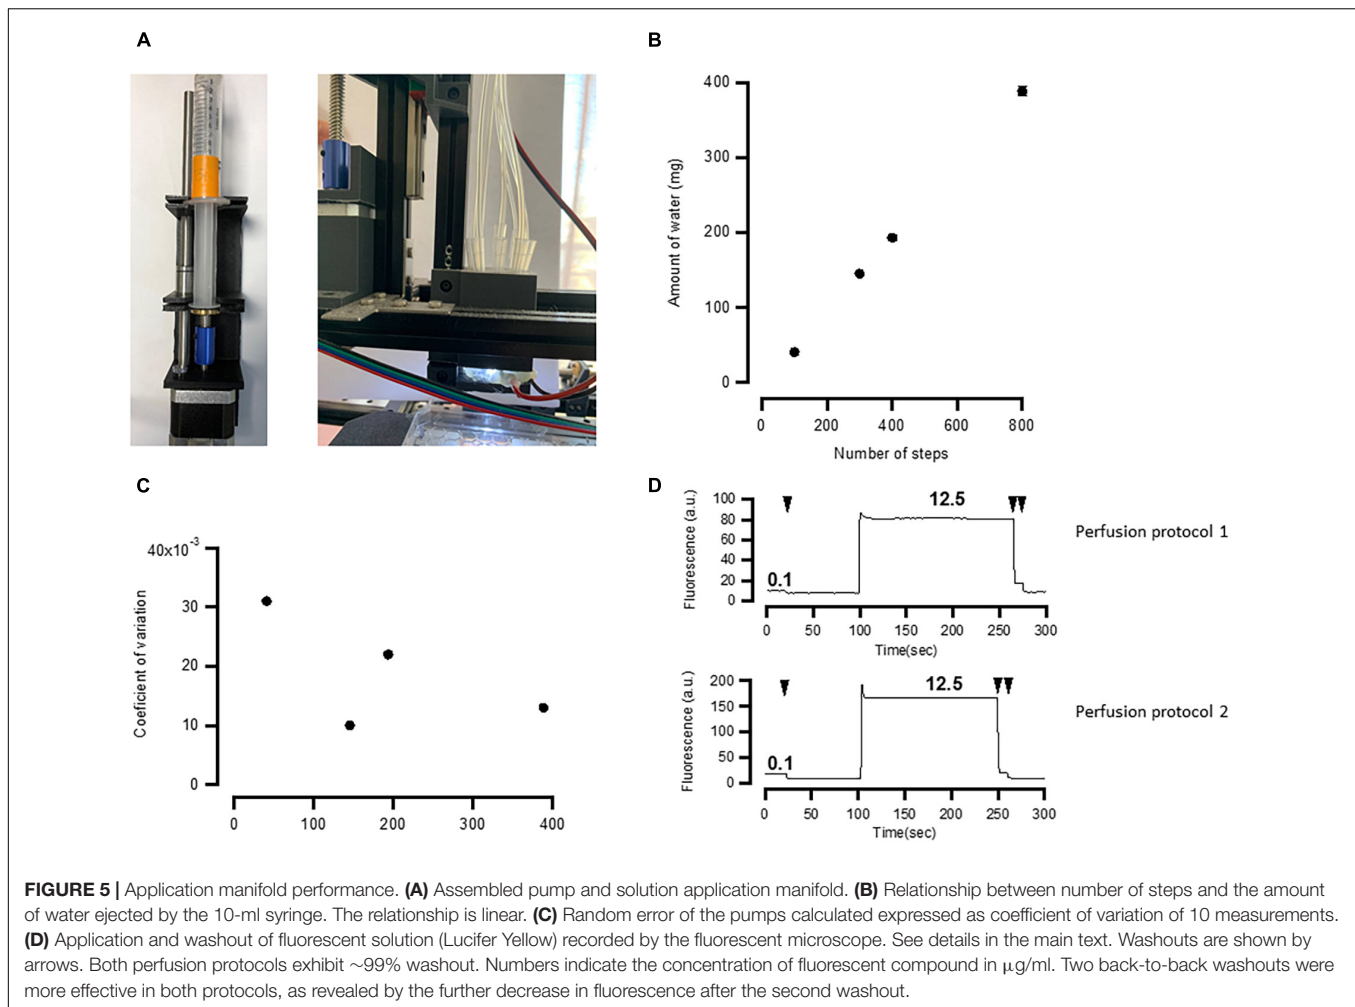 A
B
400
300
200
100
0
Amount of water (mg)
0 200 400 600 800
Number of steps
C
40x10⁻³
30
20
10
0
Coeficient of variation
0 100 200 300 400
D
100
80
60
40
20
0
Fluorescence (a.u.)
12.5
0.1
0 50 100 150 200 250 300
Time(sec)
Perfusion protocol 1
200
150
100
50
0
Fluorescence (a.u.)
12.5
0.1
0 50 100 150 200 250 300
Time(sec)
Perfusion protocol 2
FIGURE 5 | Application manifold performance. (A) Assembled pump and solution application manifold. (B) Relationship between number of steps and the amount
of water ejected by the 10-ml syringe. The relationship is linear. (C) Random error of the pumps calculated expressed as coefficient of variation of 10 measurements.
(D) Application and washout of fluorescent solution (Lucifer Yellow) recorded by the fluorescent microscope. See details in the main text. Washouts are shown by
arrows. Both perfusion protocols exhibit ∼99% washout. Numbers indicate the concentration of fluorescent compound in μg/ml. Two back-to-back washouts were
more effective in both protocols, as revealed by the further decrease in fluorescence after the second washout.